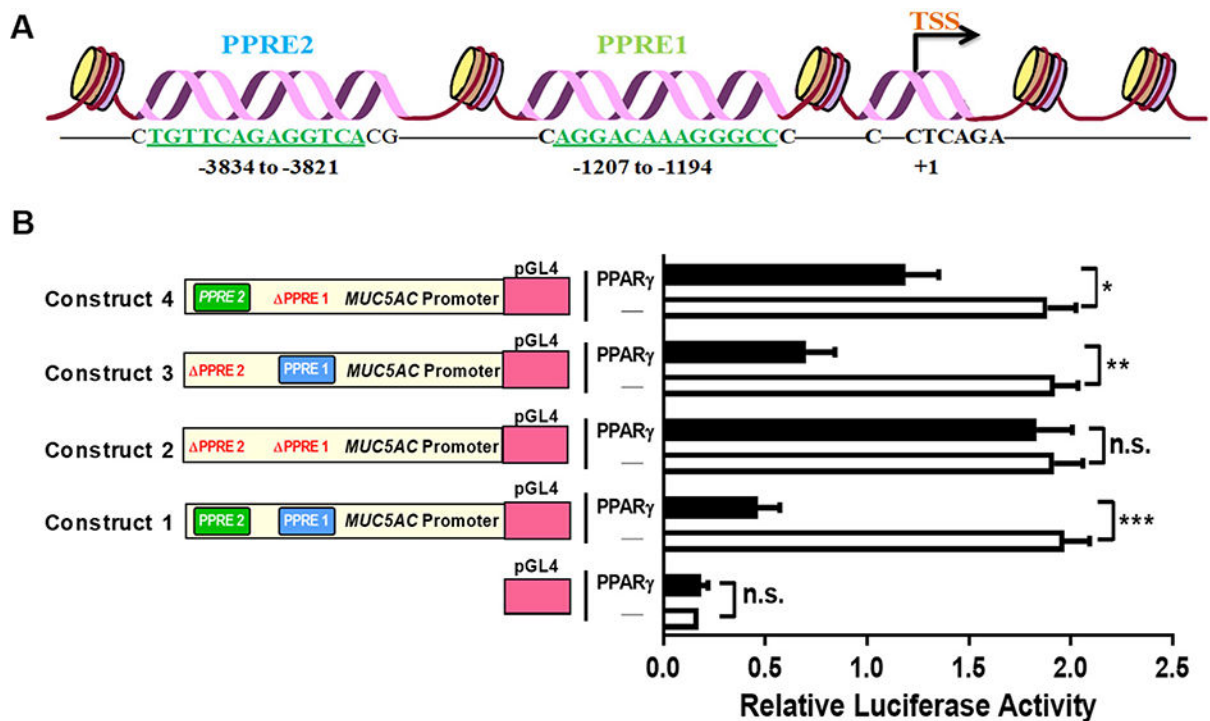 A
PPRE2 PPRE1 TSS
CTGTTCAGAGGTCACG CAGGACAAAGGGCCC C CTCAGA
-3834 to -3821 -1207 to -1194 +1
B
pGL4
Construct 4 PPRE 2 ΔPPRE 1 MUC5AC Promoter PPARγ *
—
pGL4
Construct 3 ΔPPRE 2 PPRE 1 MUC5AC Promoter PPARγ **
—
pGL4
Construct 2 ΔPPRE 2 ΔPPRE 1 MUC5AC Promoter PPARγ n.s.
—
pGL4
Construct 1 PPRE 2 PPRE 1 MUC5AC Promoter PPARγ ***
—
pGL4
PPARγ n.s.
—
0.0 0.5 1.0 1.5 2.0 2.5
Relative Luciferase Activity